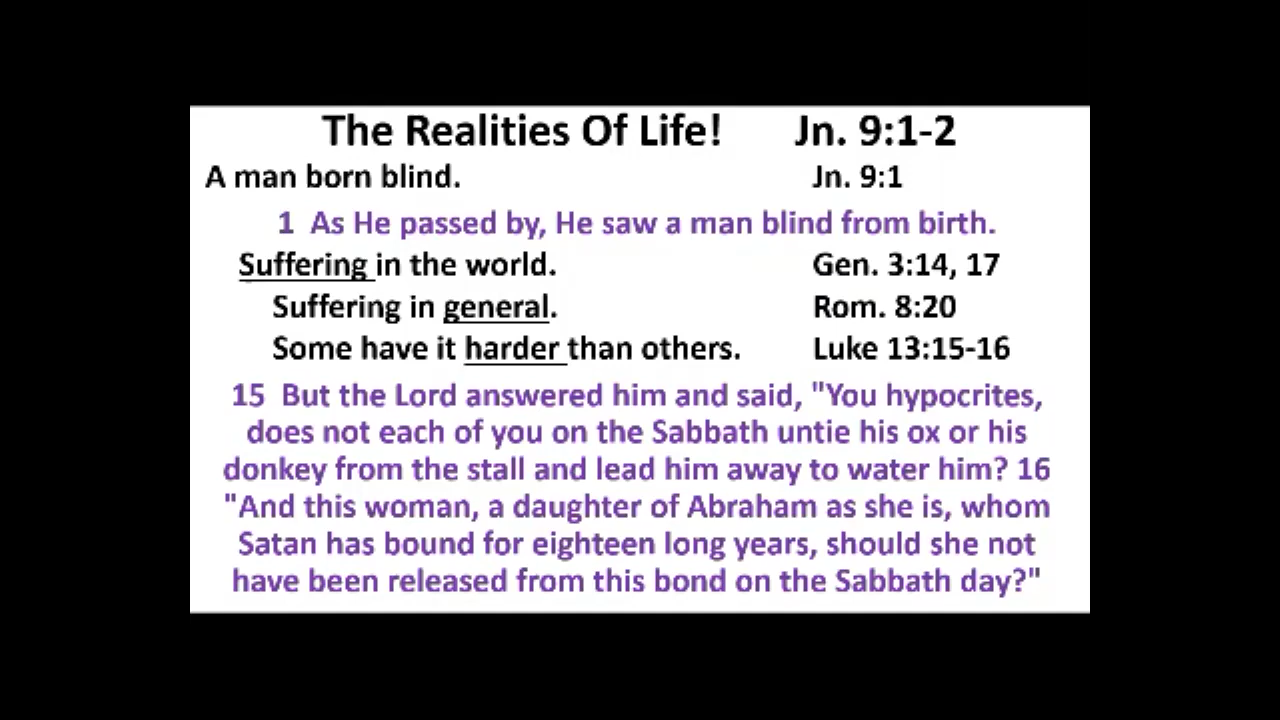 The Realities Of Life! Jn. 9:1-2
A man born blind. Jn. 9:1
1 As He passed by, He saw a man blind from birth.
Suffering in the world. Gen. 3:14, 17
Suffering in general. Rom. 8:20
Some have it harder than others. Luke 13:15-16
15 But the Lord answered him and said, "You hypocrites,
does not each of you on the Sabbath untie his ox or his
donkey from the stall and lead him away to water him? 16
"And this woman, a daughter of Abraham as she is, whom
Satan has bound for eighteen long years, should she not
have been released from this bond on the Sabbath day?"